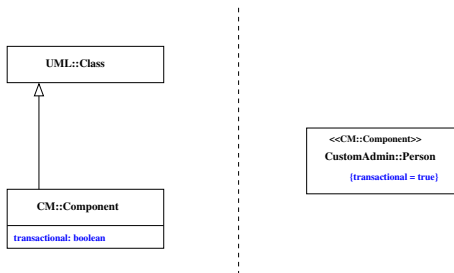 UML::Class
CM::Component
transactional: boolean
<<CM::Component>>
CustomAdmin::Person
{transactional = true}